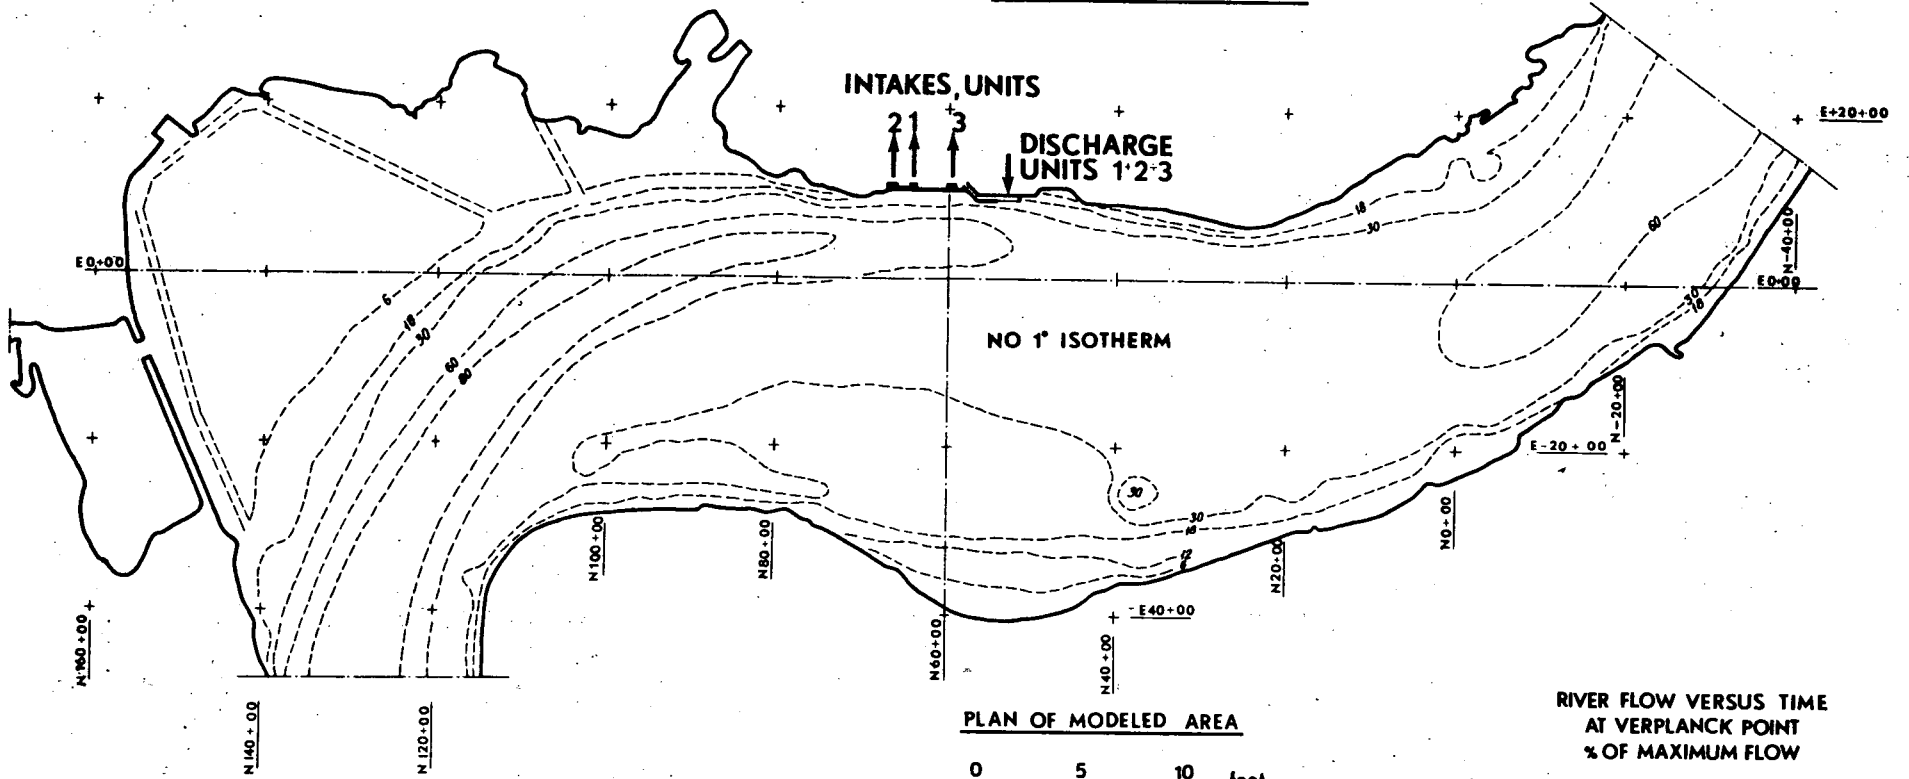 INTAKES, UNITS
2 1 3
DISCHARGE
UNITS 1+2+3
E+20+00
E0+00
N-40+00
E0+00
6
18
30
60
80
18
30
60
30
18
NO 1° ISOTHERM
N-20+00
E-20+00
30
30
18
12
6
N0+00
N20+00
N100+00
N80+00
-E40+00
N160+00
N60+00
N40+00
N140+00
N120+00
PLAN OF MODELED AREA
0 5 10 feet
RIVER FLOW VERSUS TIME
AT VERPLANCK POINT
% OF MAXIMUM FLOW